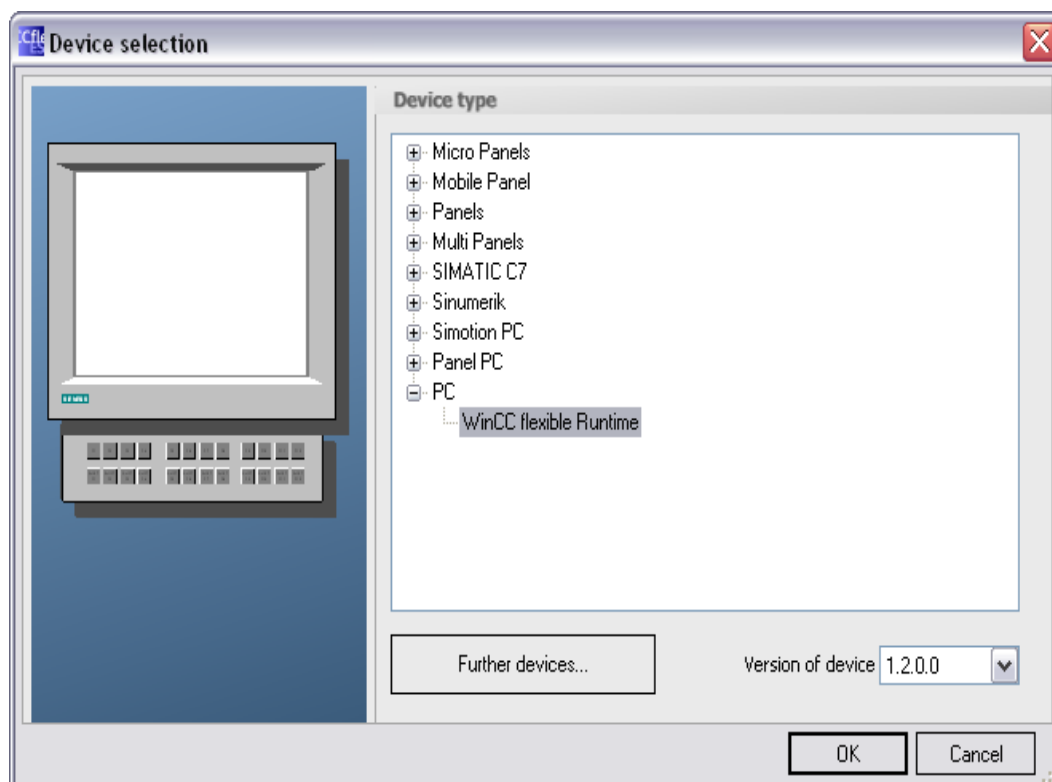 Device selection
Device type
Micro Panels
Mobile Panel
Panels
Multi Panels
SIMATIC C7
Sinumerik
Simotion PC
Panel PC
PC
WinCC flexible Runtime
Further devices...
Version of device 1.2.0.0
OK
Cancel